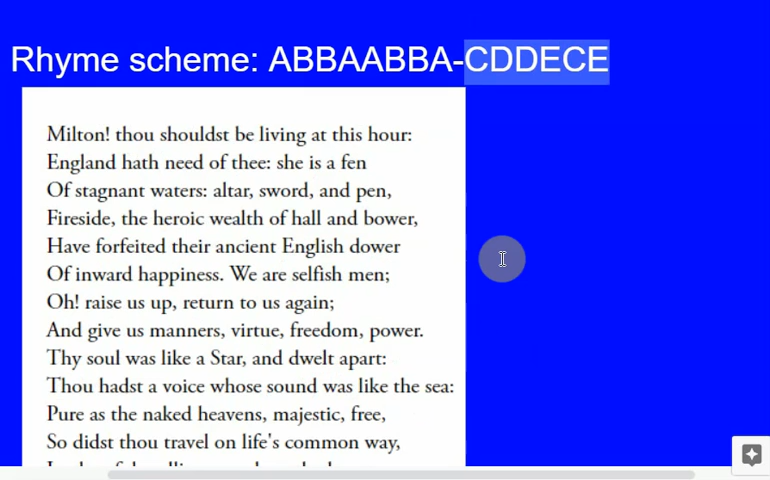 Rhyme scheme: ABBAABBA-CDDECE
Milton! thou shouldst be living at this hour:
England hath need of thee: she is a fen
Of stagnant waters: altar, sword, and pen,
Fireside, the heroic wealth of hall and bower,
Have forfeited their ancient English dower
Of inward happiness. We are selfish men;
Oh! raise us up, return to us again;
And give us manners, virtue, freedom, power.
Thy soul was like a Star, and dwelt apart:
Thou hadst a voice whose sound was like the sea:
Pure as the naked heavens, majestic, free,
So didst thou travel on life's common way,